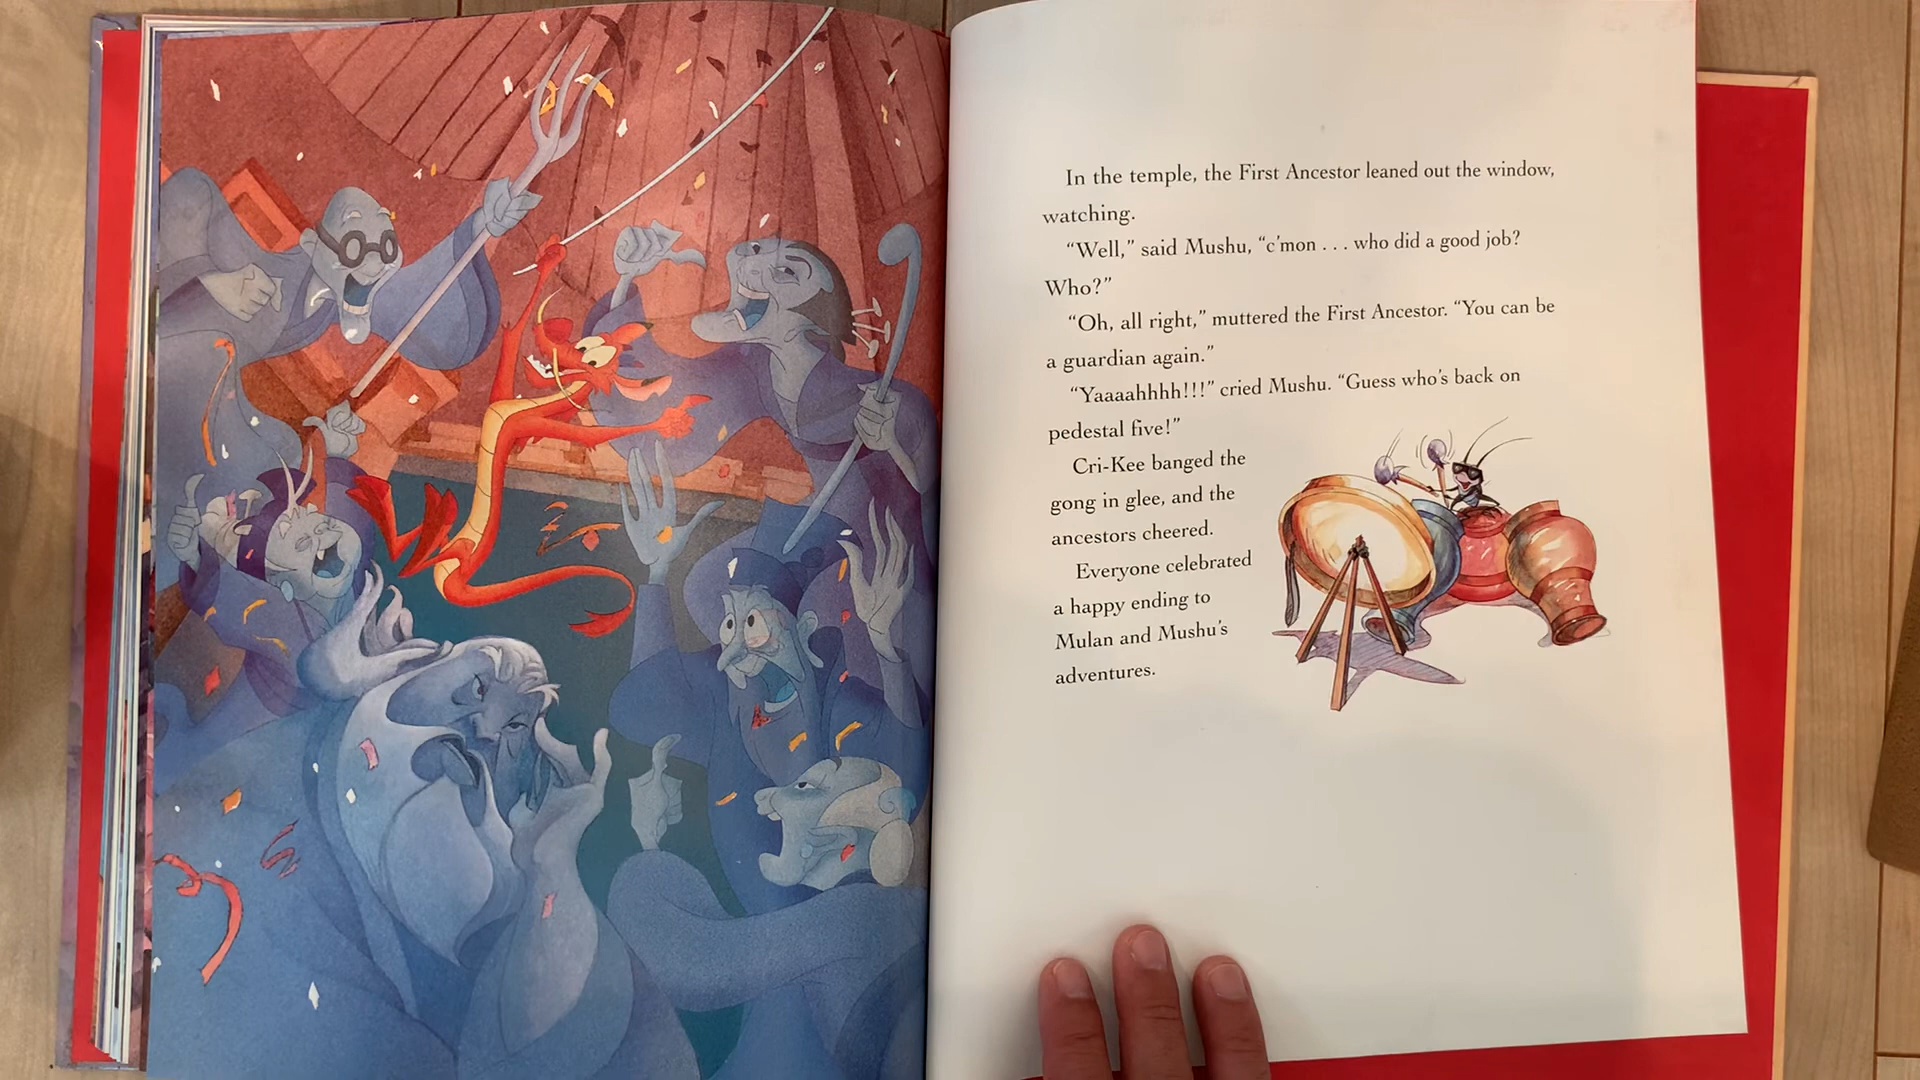 In the temple, the First Ancestor leaned out the window,
watching.
“Well,” said Mushu, “c’mon . . . who did a good job?
Who?”
“Oh, all right,” muttered the First Ancestor. “You can be
a guardian again.”
“Yaaaahhhh!!!” cried Mushu. “Guess who’s back on
pedestal five!”
Cri-Kee banged the
gong in glee, and the
ancestors cheered.
Everyone celebrated
a happy ending to
Mulan and Mushu’s
adventures.